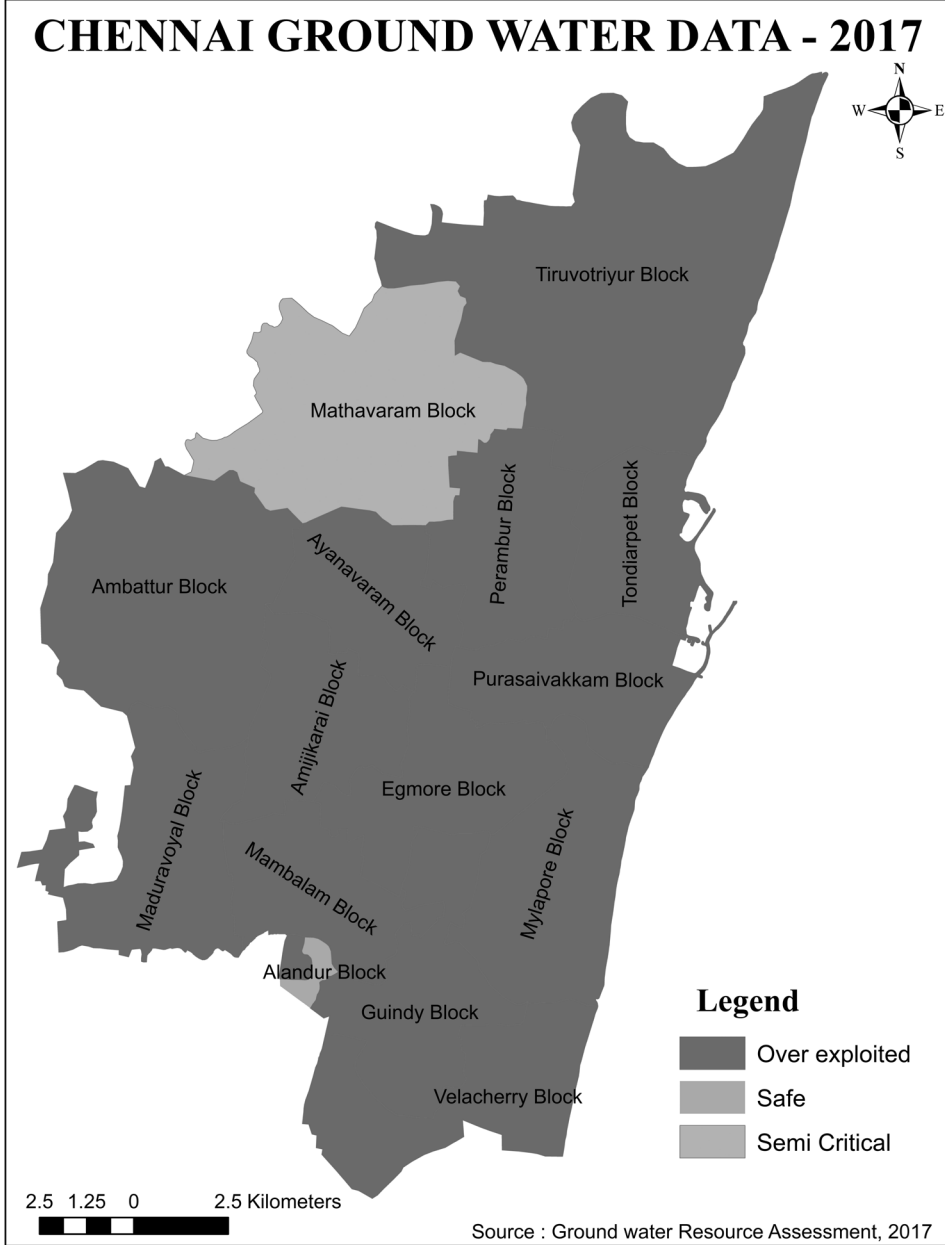 CHENNAI GROUND WATER DATA - 2017
N
W E
S
Tiruvotriyur Block
Mathavaram Block
Perambur Block
Tondiarpet Block
Ayanavaram Block
Ambattur Block
Purasaivakkam Block
Amijikarai Block
Egmore Block
Maduravoyal Block
Mambalam Block
Mylapore Block
Alandur Block
Guindy Block
Velacherry Block
Legend
Over exploited
Safe
Semi Critical
2.5 1.25 0 2.5 Kilometers
Source : Ground water Resource Assessment, 2017